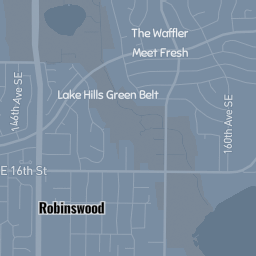 The Waffler
Meet Fresh
Lake Hills Green Belt
146th Ave SE
160th Ave SE
E 16th St
Robinswood